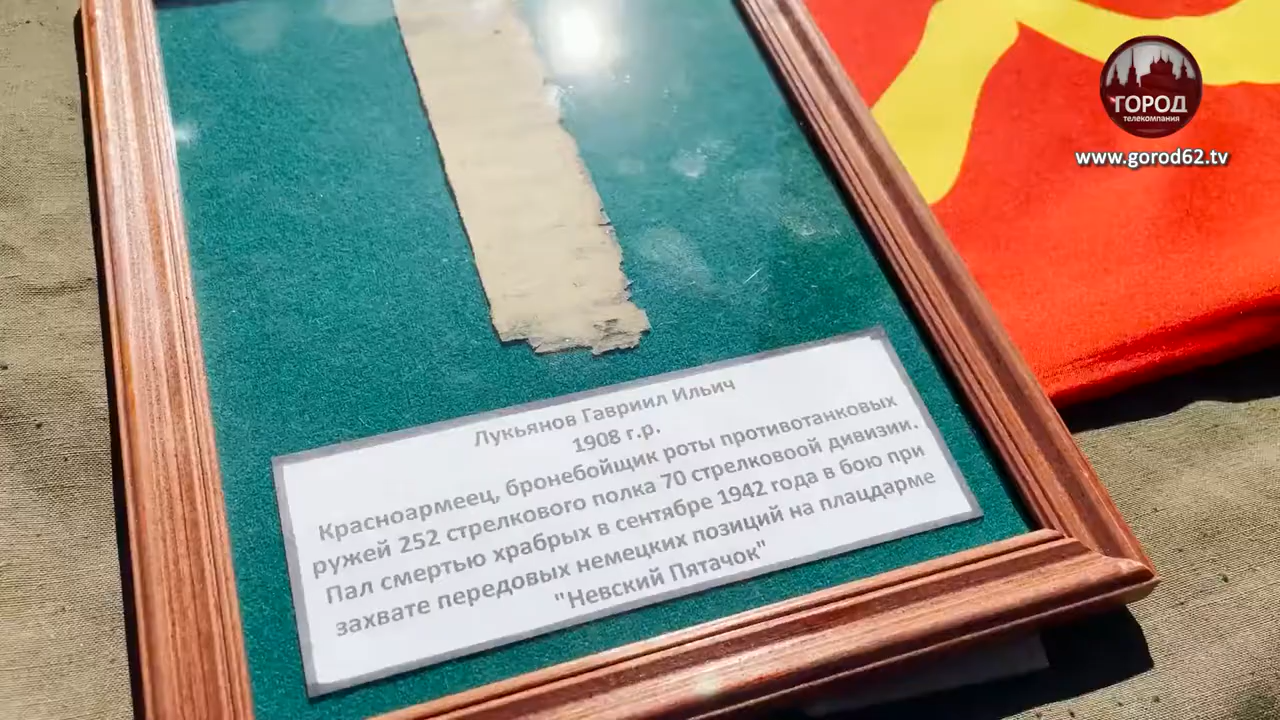 ГОРОД
телекомпания
www.gorod62.tv
Лукьянов Гавриил Ильич
1908 г.р.
Красноармеец, бронебойщик роты противотанковых
ружей 252 стрелкового полка 70 стрелковоой дивизии.
Пал смертью храбрых в сентябре 1942 года в бою при
захвате передовых немецких позиций на плацдарме
"Невский Пятачок"